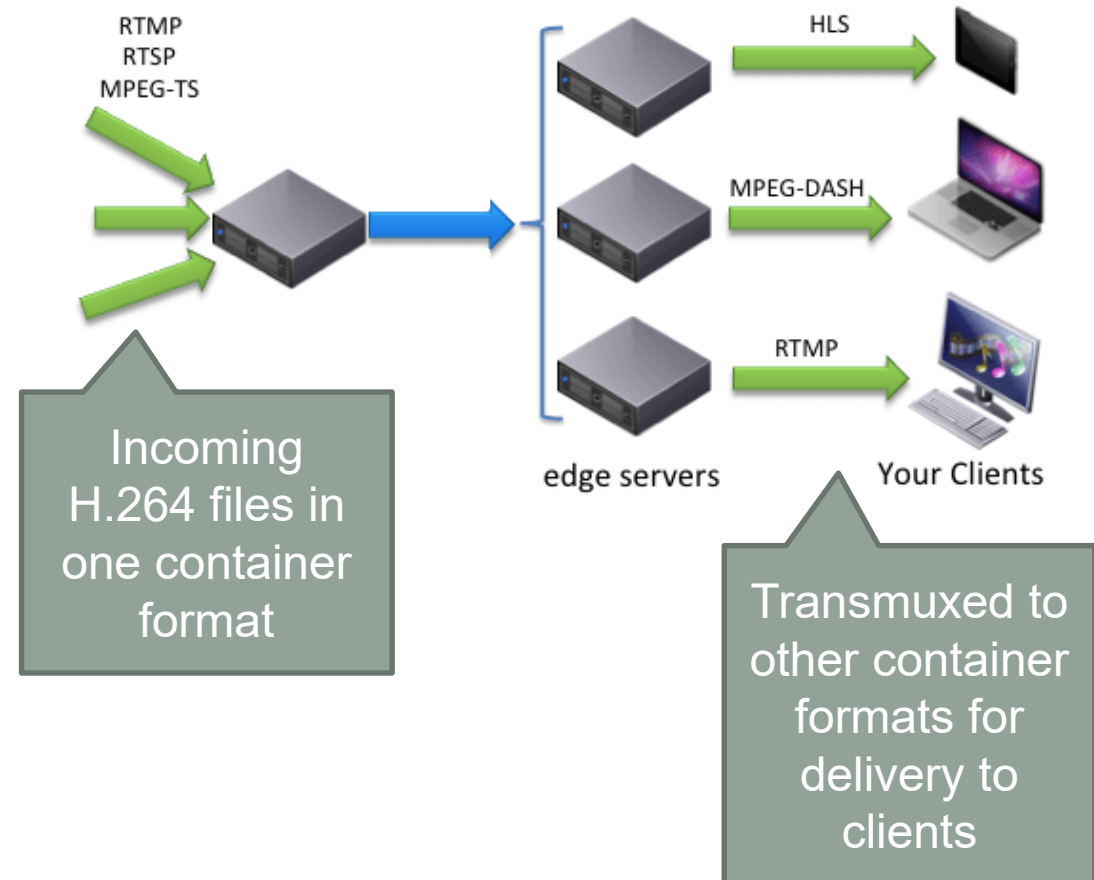 RTMP
RTSP
MPEG-TS
HLS
MPEG-DASH
RTMP
edge servers
Your Clients
Incoming
H.264 files in
one container
format
Transmuxed to
other container
formats for
delivery to
clients